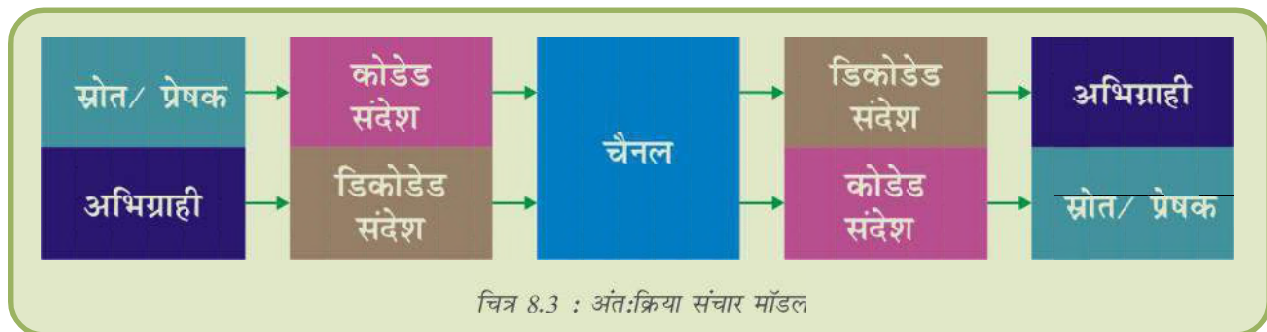 स्रोत/ प्रेषक
कोडेड
संदेश
चैनल
डिकोडेड
संदेश
अभिग्राही
अभिग्राही
डिकोडेड
संदेश
कोडेड
संदेश
स्रोत/ प्रेषक
चित्र 8.3 : अंत:क्रिया संचार मॉडल